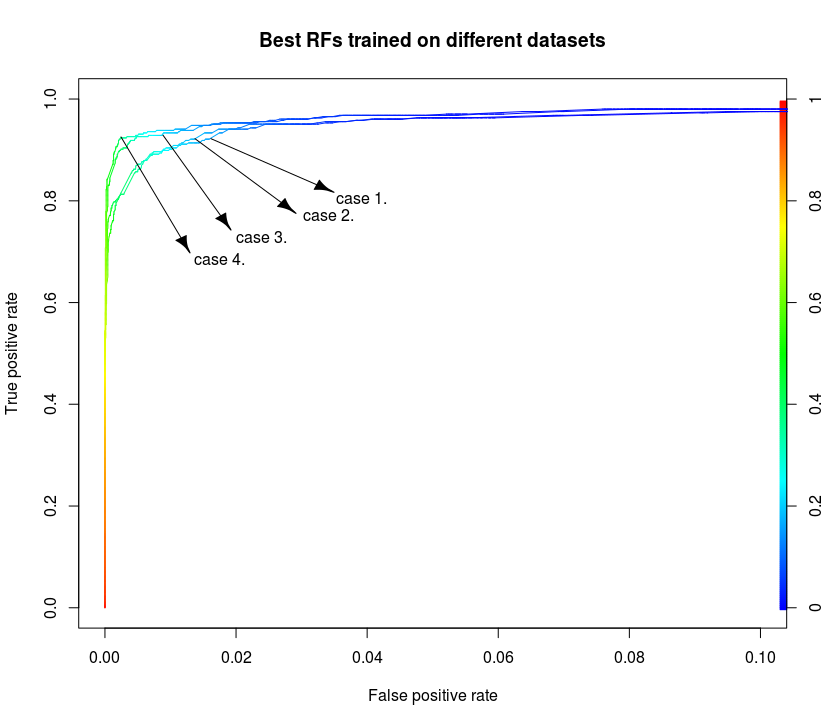 Best RFs trained on different datasets
True positive rate
1.0
0.8
0.6
0.4
0.2
0.0
case 1.
case 2.
case 3.
case 4.
1
0.8
0.6
0.4
0.2
0
0.00 0.02 0.04 0.06 0.08 0.10
False positive rate